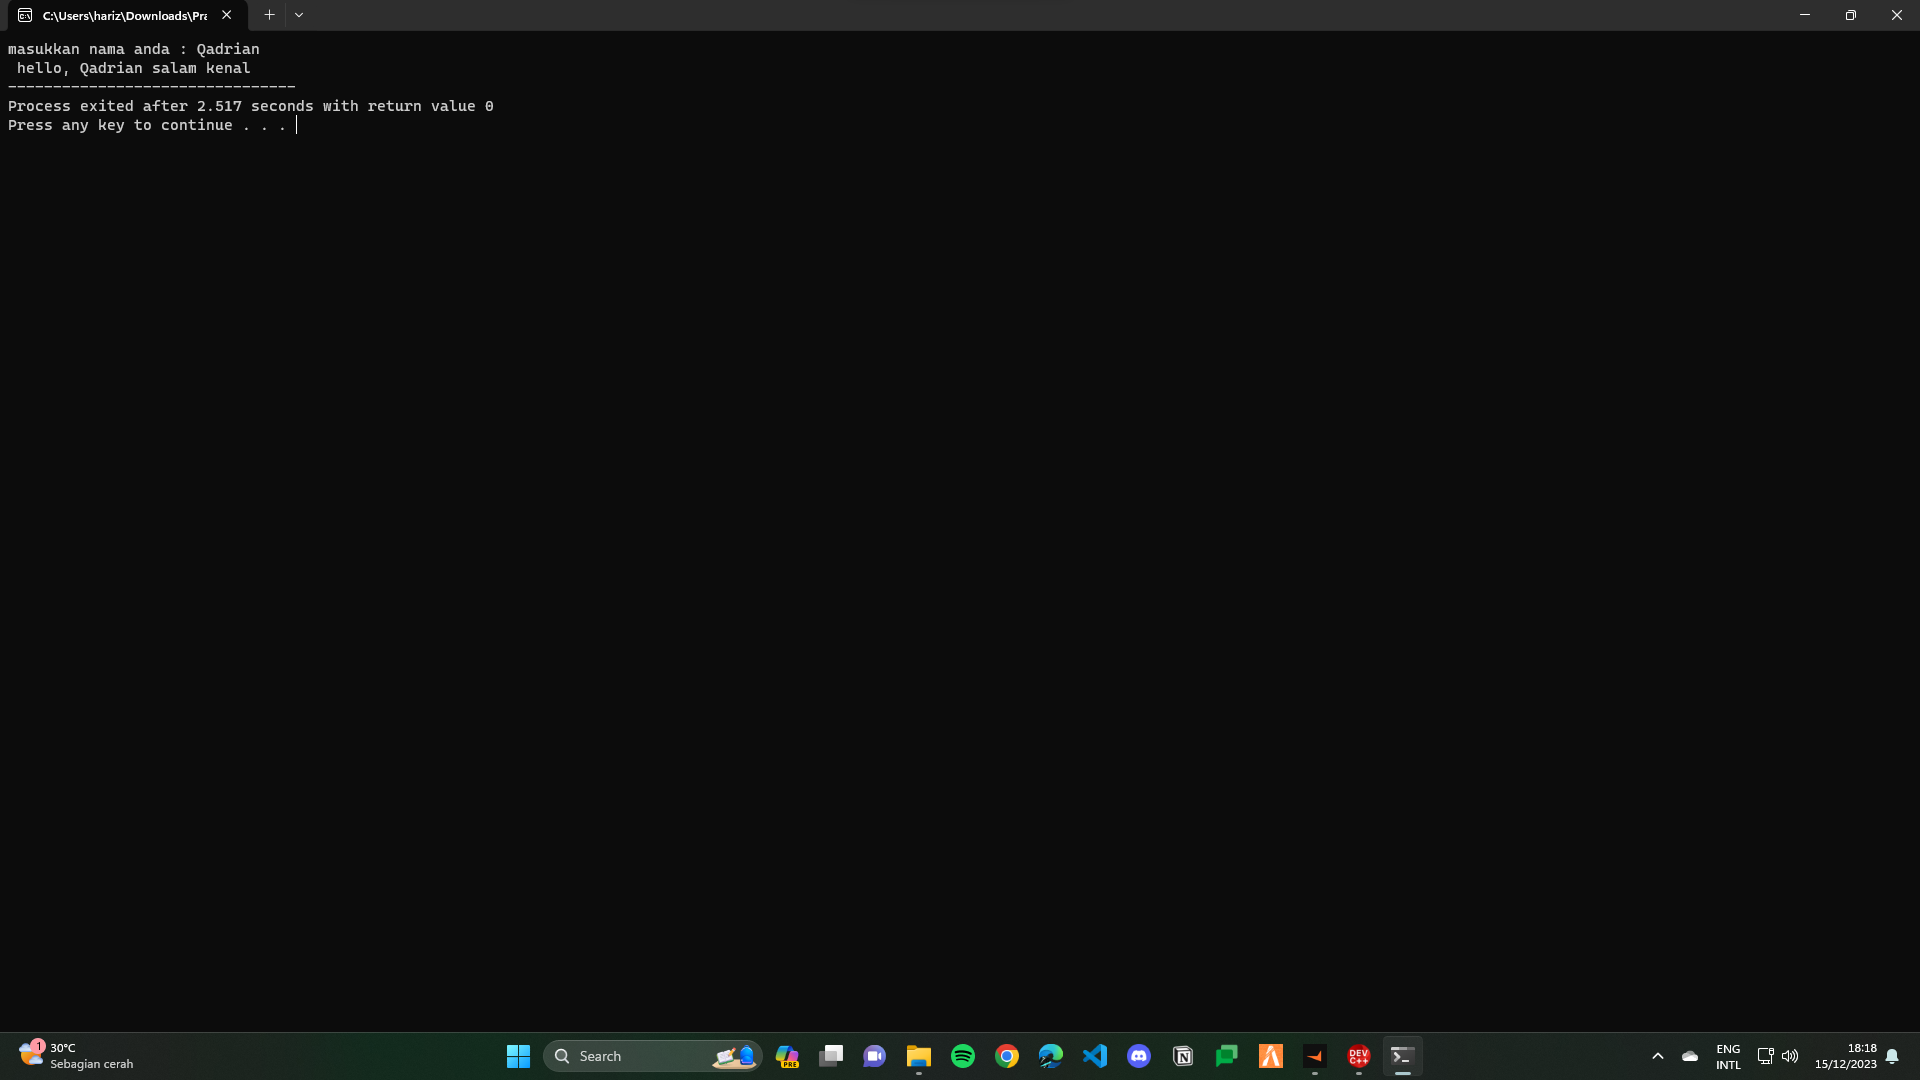 C:\Users\hariz\Downloads\Pra
masukkan nama anda : Qadrian
 hello, Qadrian salam kenal
--------------------------------
Process exited after 2.517 seconds with return value 0
Press any key to continue . . .
1
30°C
Sebagian cerah
Search
PRE
DEV
C++
ENG
INTL
18:18
15/12/2023